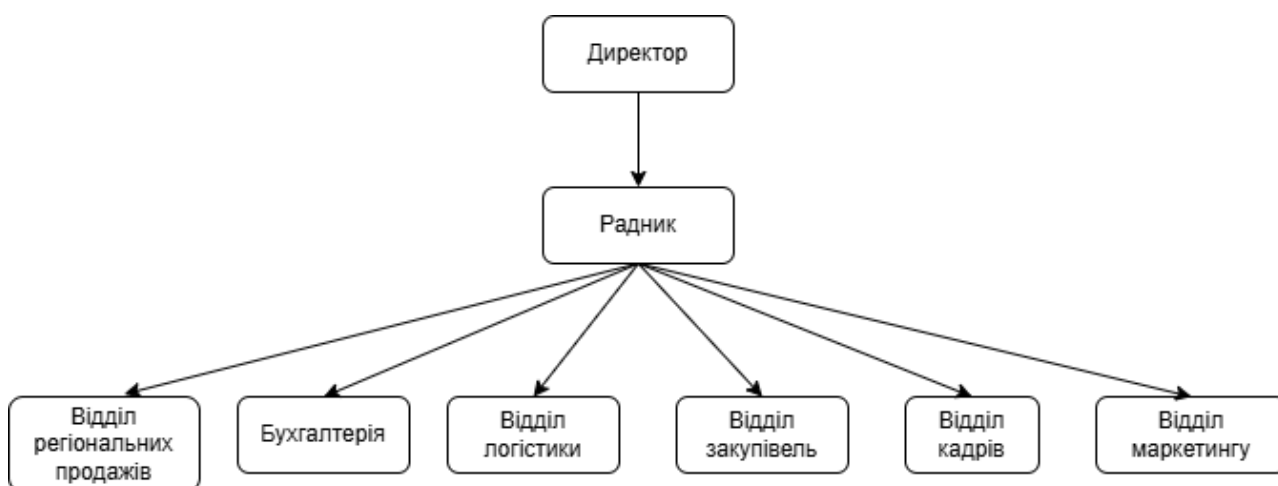 Директор
Радник
Відділ
регіональних
продажів
Бухгалтерія
Відділ
логістики
Відділ
закупівель
Відділ
кадрів
Відділ
маркетингу